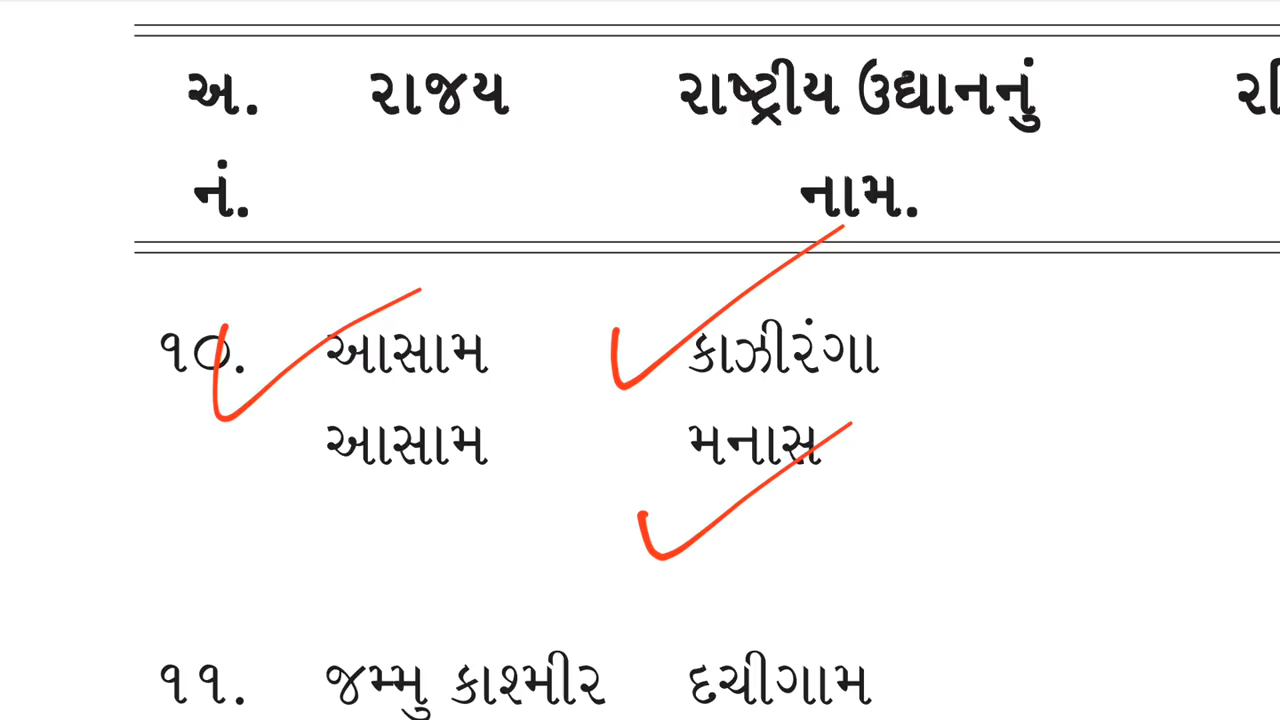 અ. રાજય રાષ્ટ્રીય ઉદ્યાનનું
નં. નામ.
૧૦. આસામ કાઝીરંગા
આસામ મનાસ
૧૧. જમ્મુ કાશ્મીર દચીગામ